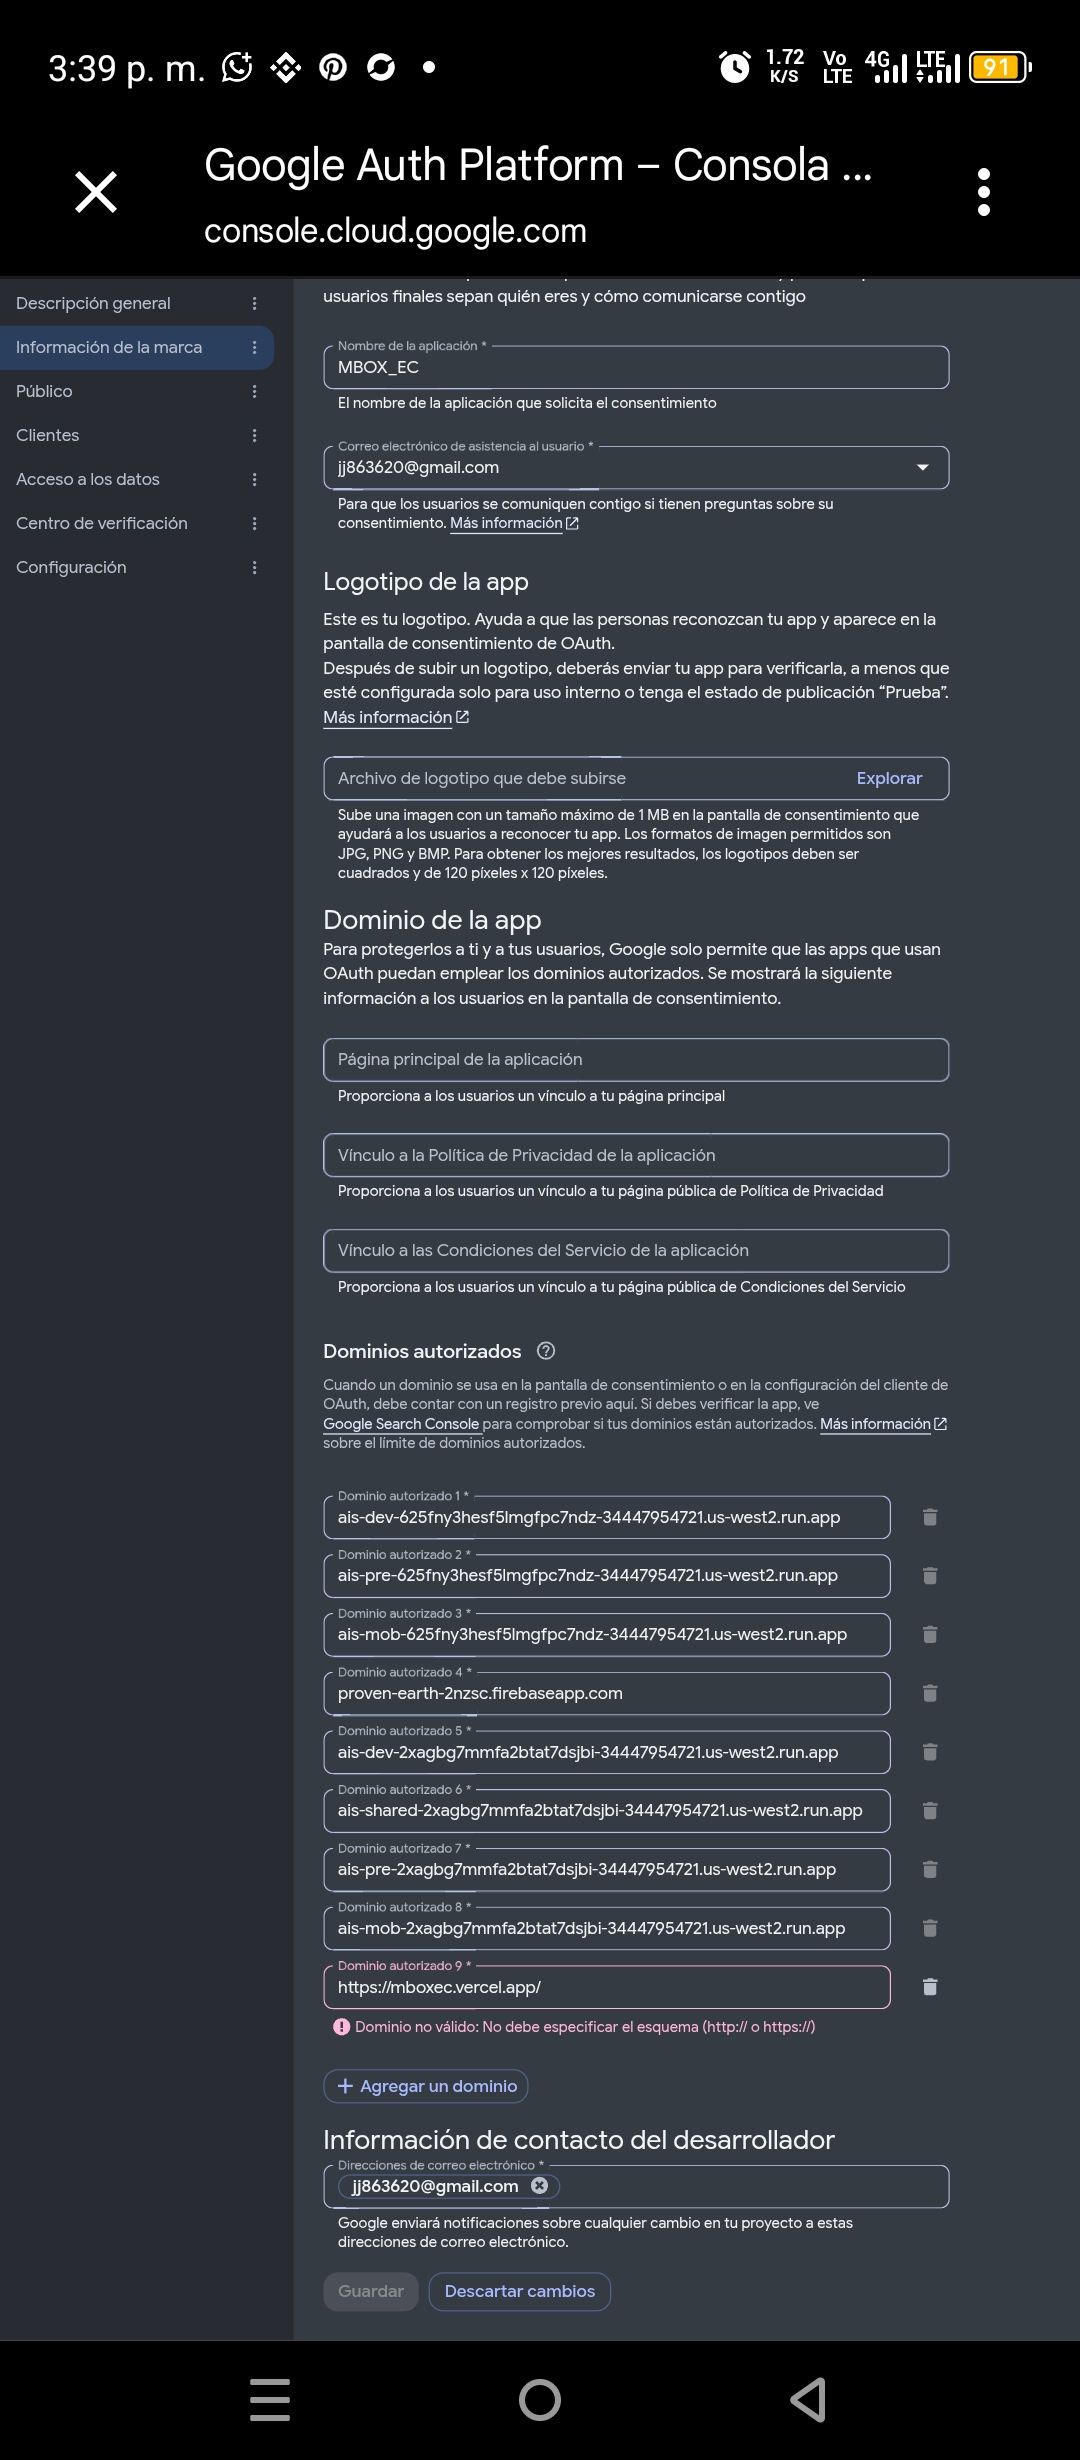 3:39 p. m.
1.72 K/S
Vo LTE
4G
LTE
91
Google Auth Platform – Consola ...
console.cloud.google.com
Descripción general
Información de la marca
Público
Clientes
Acceso a los datos
Centro de verificación
Configuración
usuarios finales sepan quién eres y cómo comunicarse contigo
Nombre de la aplicación *
MBOX_EC
El nombre de la aplicación que solicita el consentimiento
Correo electrónico de asistencia al usuario *
jj863620@gmail.com
Para que los usuarios se comuniquen contigo si tienen preguntas sobre su
consentimiento. Más información
Logotipo de la app
Este es tu logotipo. Ayuda a que las personas reconozcan tu app y aparece en la
pantalla de consentimiento de OAuth.
Después de subir un logotipo, deberás enviar tu app para verificarla, a menos que
esté configurada solo para uso interno o tenga el estado de publicación “Prueba”.
Más información
Archivo de logotipo que debe subirse
Explorar
Sube una imagen con un tamaño máximo de 1 MB en la pantalla de consentimiento que
ayudará a los usuarios a reconocer tu app. Los formatos de imagen permitidos son
JPG, PNG y BMP. Para obtener los mejores resultados, los logotipos deben ser
cuadrados y de 120 píxeles x 120 píxeles.
Dominio de la app
Para protegerlos a ti y a tus usuarios, Google solo permite que las apps que usan
OAuth puedan emplear los dominios autorizados. Se mostrará la siguiente
información a los usuarios en la pantalla de consentimiento.
Página principal de la aplicación
Proporciona a los usuarios un vínculo a tu página principal
Vínculo a la Política de Privacidad de la aplicación
Proporciona a los usuarios un vínculo a tu página pública de Política de Privacidad
Vínculo a las Condiciones del Servicio de la aplicación
Proporciona a los usuarios un vínculo a tu página pública de Condiciones del Servicio
Dominios autorizados
Cuando un dominio se usa en la pantalla de consentimiento o en la configuración del cliente de
OAuth, debe contar con un registro previo aquí. Si debes verificar la app, ve
Google Search Console para comprobar si tus dominios están autorizados. Más información
sobre el límite de dominios autorizados.
Dominio autorizado 1 *
ais-dev-625fny3hesf5lmgfpc7ndz-34447954721.us-west2.run.app
Dominio autorizado 2 *
ais-pre-625fny3hesf5lmgfpc7ndz-34447954721.us-west2.run.app
Dominio autorizado 3 *
ais-mob-625fny3hesf5lmgfpc7ndz-34447954721.us-west2.run.app
Dominio autorizado 4 *
proven-earth-2nzsc.firebaseapp.com
Dominio autorizado 5 *
ais-dev-2xagbg7mmfa2btat7dsjbi-34447954721.us-west2.run.app
Dominio autorizado 6 *
ais-shared-2xagbg7mmfa2btat7dsjbi-34447954721.us-west2.run.app
Dominio autorizado 7 *
ais-pre-2xagbg7mmfa2btat7dsjbi-34447954721.us-west2.run.app
Dominio autorizado 8 *
ais-mob-2xagbg7mmfa2btat7dsjbi-34447954721.us-west2.run.app
Dominio autorizado 9 *
https://mboxec.vercel.app/
Dominio no válido: No debe especificar el esquema (http:// o https://)
+ Agregar un dominio
Información de contacto del desarrollador
Direcciones de correo electrónico *
jj863620@gmail.com
Google enviará notificaciones sobre cualquier cambio en tu proyecto a estas
direcciones de correo electrónico.
Guardar
Descartar cambios